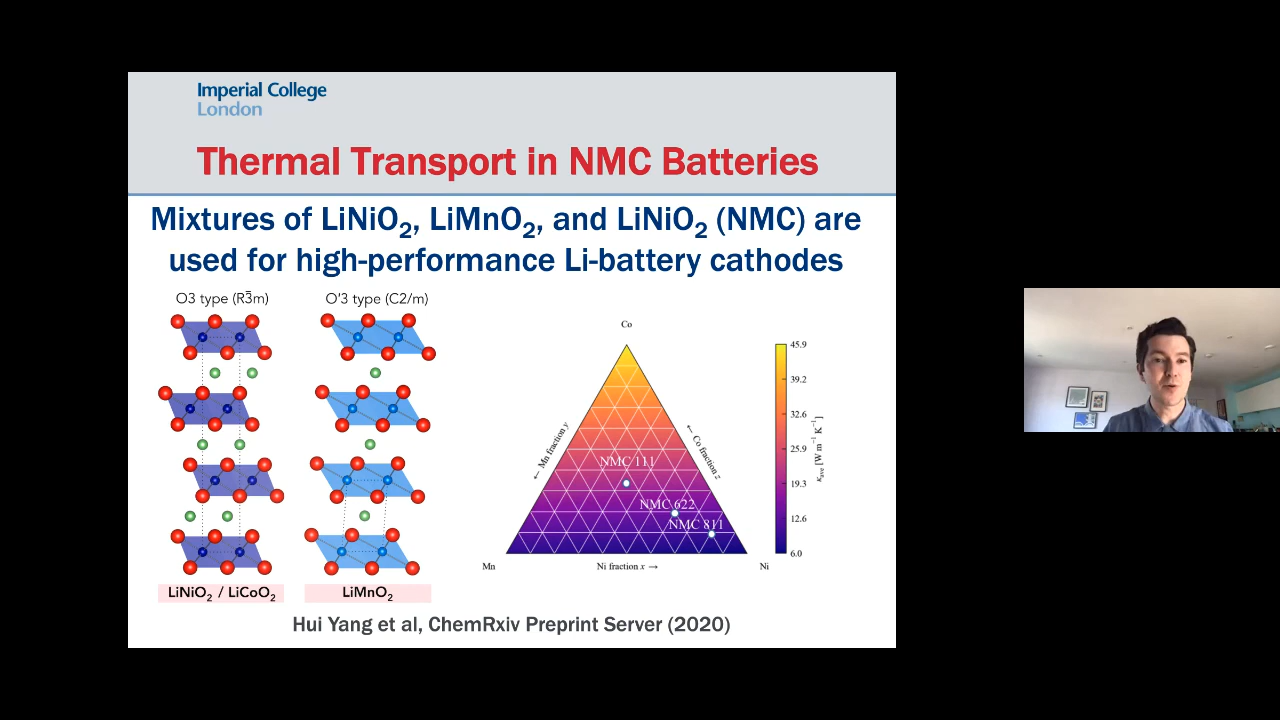 Imperial College
London
Thermal Transport in NMC Batteries
Mixtures of LiNiO₂, LiMnO₂, and LiNiO₂ (NMC) are
used for high-performance Li-battery cathodes
O3 type (R3̅m)
O'3 type (C2/m)
LiNiO₂ / LiCoO₂
LiMnO₂
Co
← Mn fraction y
← Co fraction z
NMC 111
NMC 622
NMC 811
Mn
Ni fraction x →
Ni
45.9
39.2
32.6
25.9
19.3
12.6
6.0
κave [W m⁻¹ K⁻¹]
Hui Yang et al, ChemRxiv Preprint Server (2020)